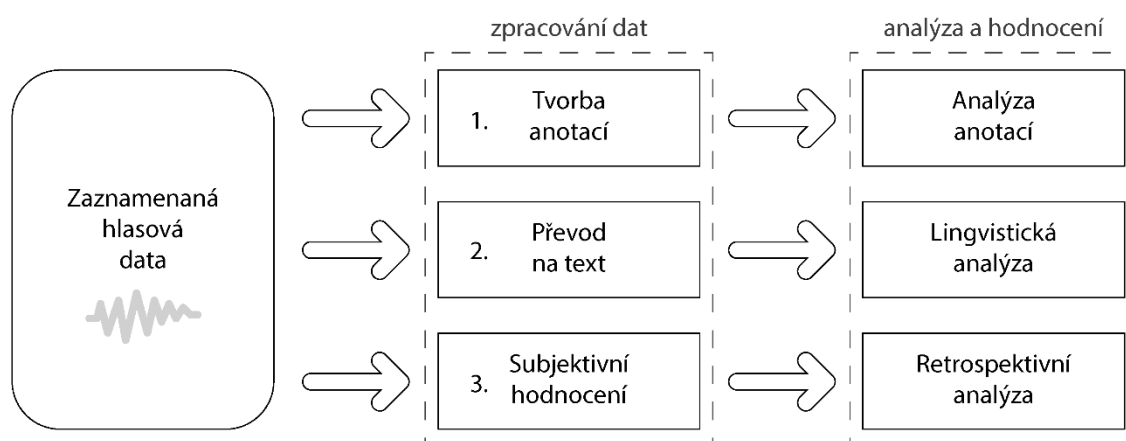 zpracování dat
analýza a hodnocení
Zaznamenaná
hlasová
data
1. Tvorba
anotací
Analýza
anotací
2. Převod
na text
Lingvistická
analýza
3. Subjektivní
hodnocení
Retrospektivní
analýza